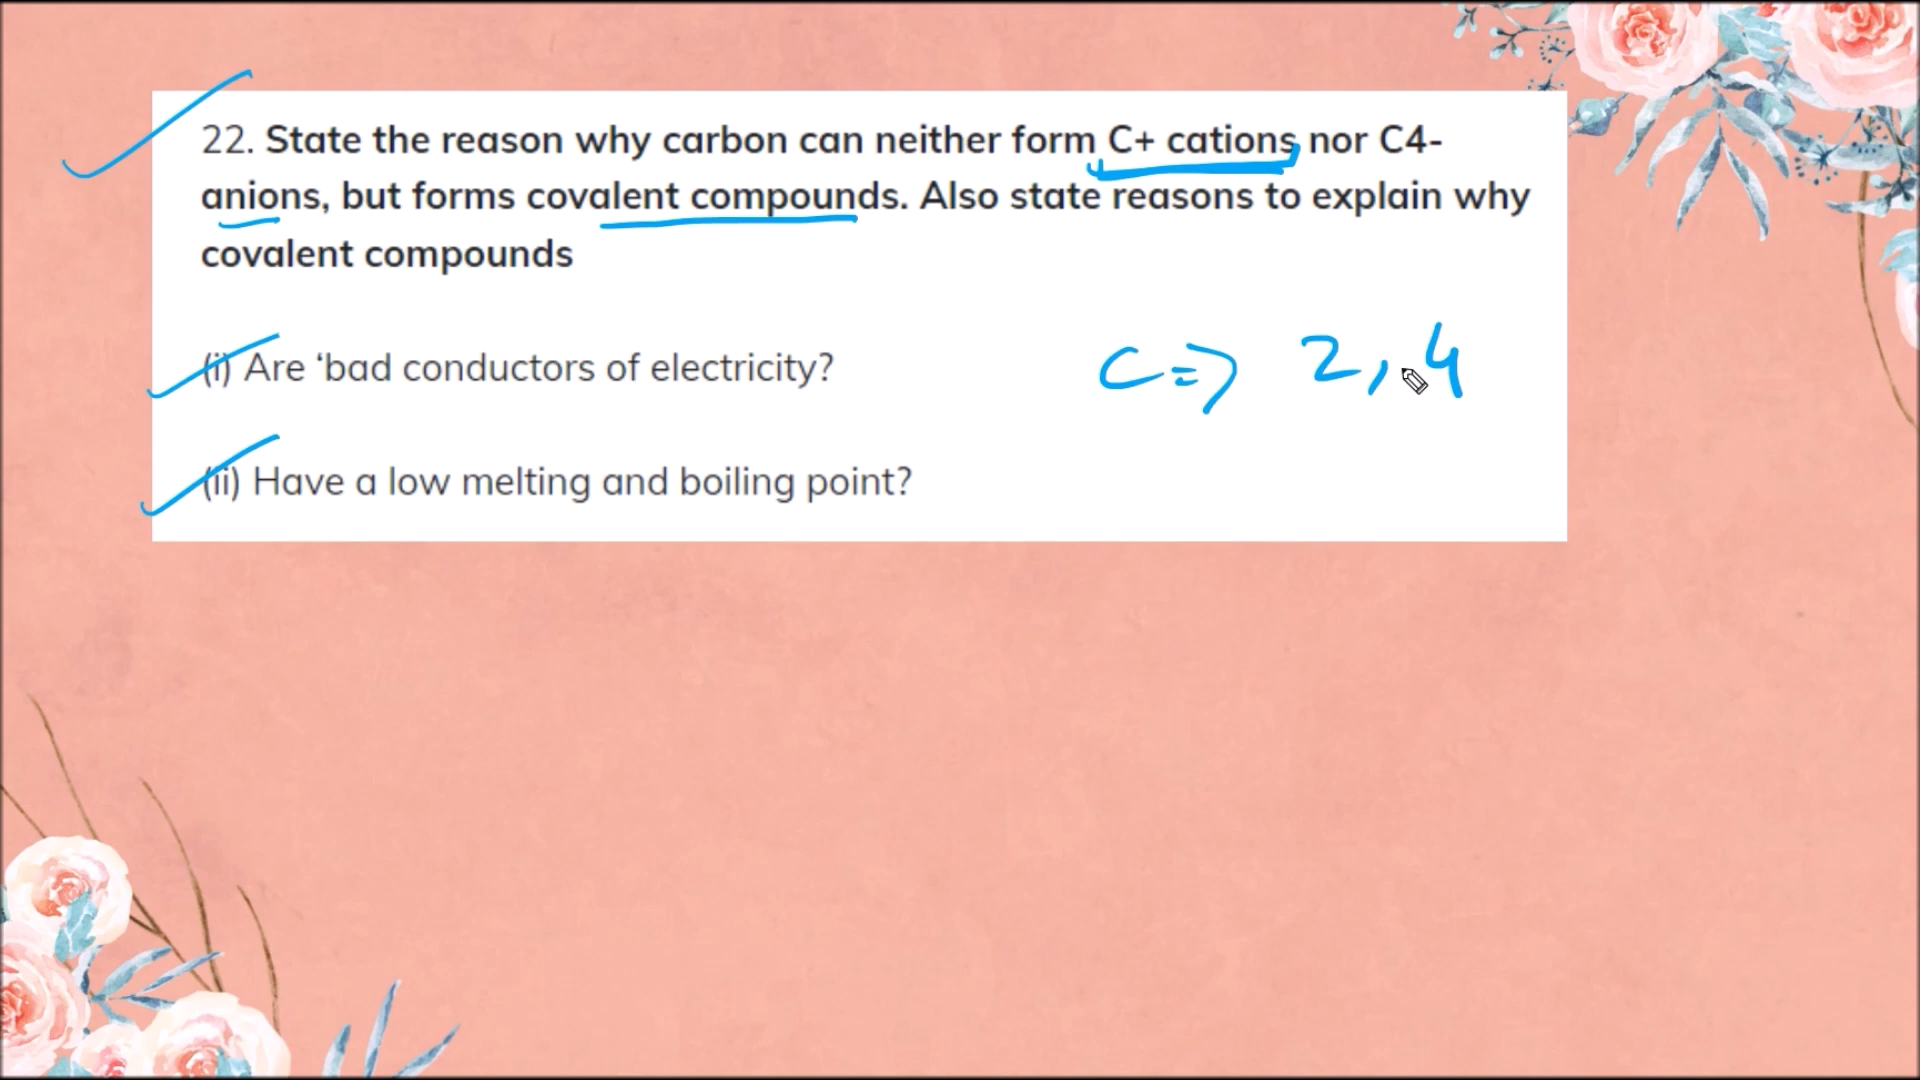 22. State the reason why carbon can neither form C+ cations nor C4-
anions, but forms covalent compounds. Also state reasons to explain why
covalent compounds
(i) Are ‘bad conductors of electricity?
C => 2, 4
(ii) Have a low melting and boiling point?